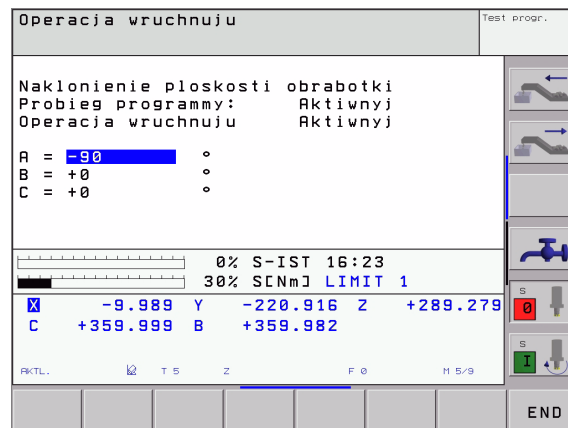 Operacja wruchnuju
Test progr.
Naklonienie ploskosti obrabotki
Probieg programmy: Aktiwnyj
Operacja wruchnuju Aktiwnyj
A = -90 °
B = +0 °
C = +0 °
0% S-IST 16:23
30% S[Nm] LIMIT 1
X -9.989 Y -220.916 Z +289.279
C +359.999 B +359.982
S
0
AKTL. T 5 Z F 0 M 5/9
S
I
END